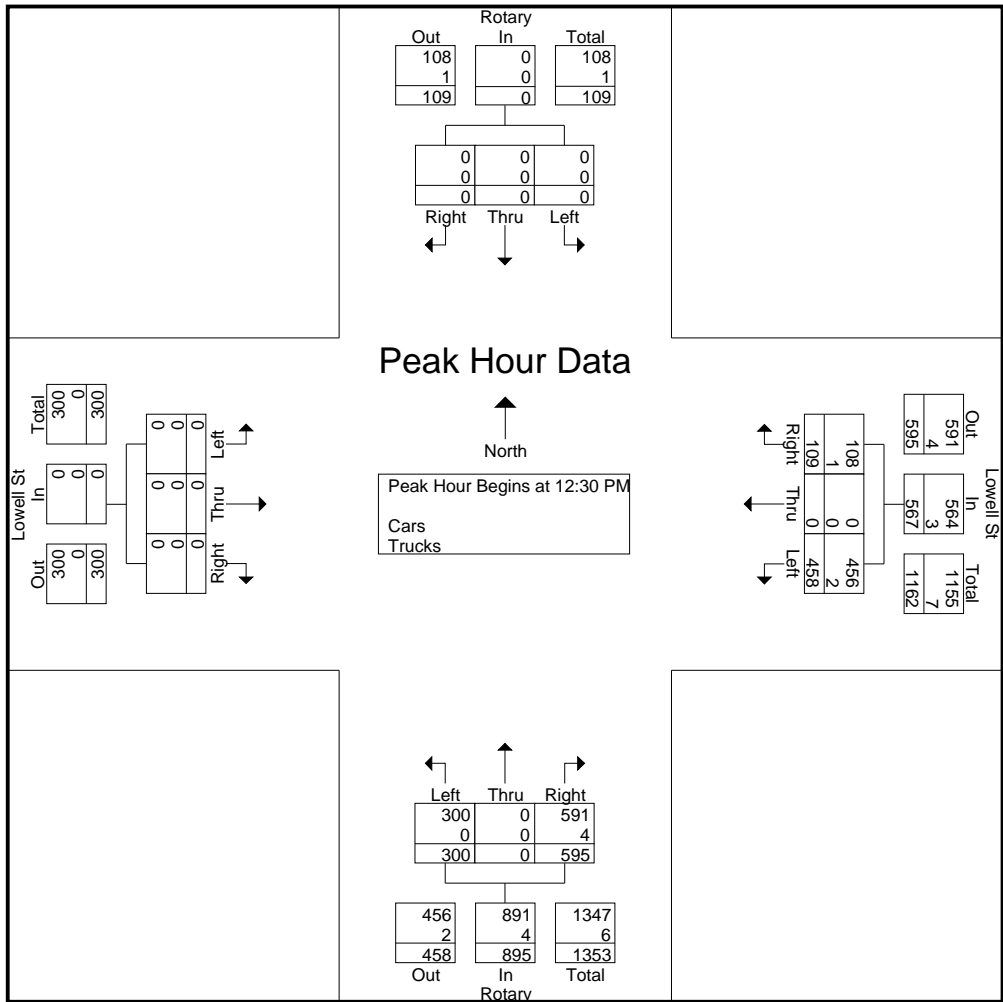 Rotary
Out In Total
108 0 108
1 0 1
109 0 109
0 0 0
0 0 0
0 0 0
Right Thru Left
Peak Hour Data
North
Peak Hour Begins at 12:30 PM
Cars
Trucks
Lowell St
Total
300
0
300
In
0
0
0
Out
300
0
300
Left
0
0
0
Thru
0
0
0
Right
0
0
0
Lowell St
Out
591
4
595
In
564
3
567
Total
1155
7
1162
Right
108
1
109
Thru
0
0
0
Left
456
2
458
Left Thru Right
300 0 591
0 0 4
300 0 595
456 891 1347
2 4 6
458 895 1353
Out In Total
Rotary